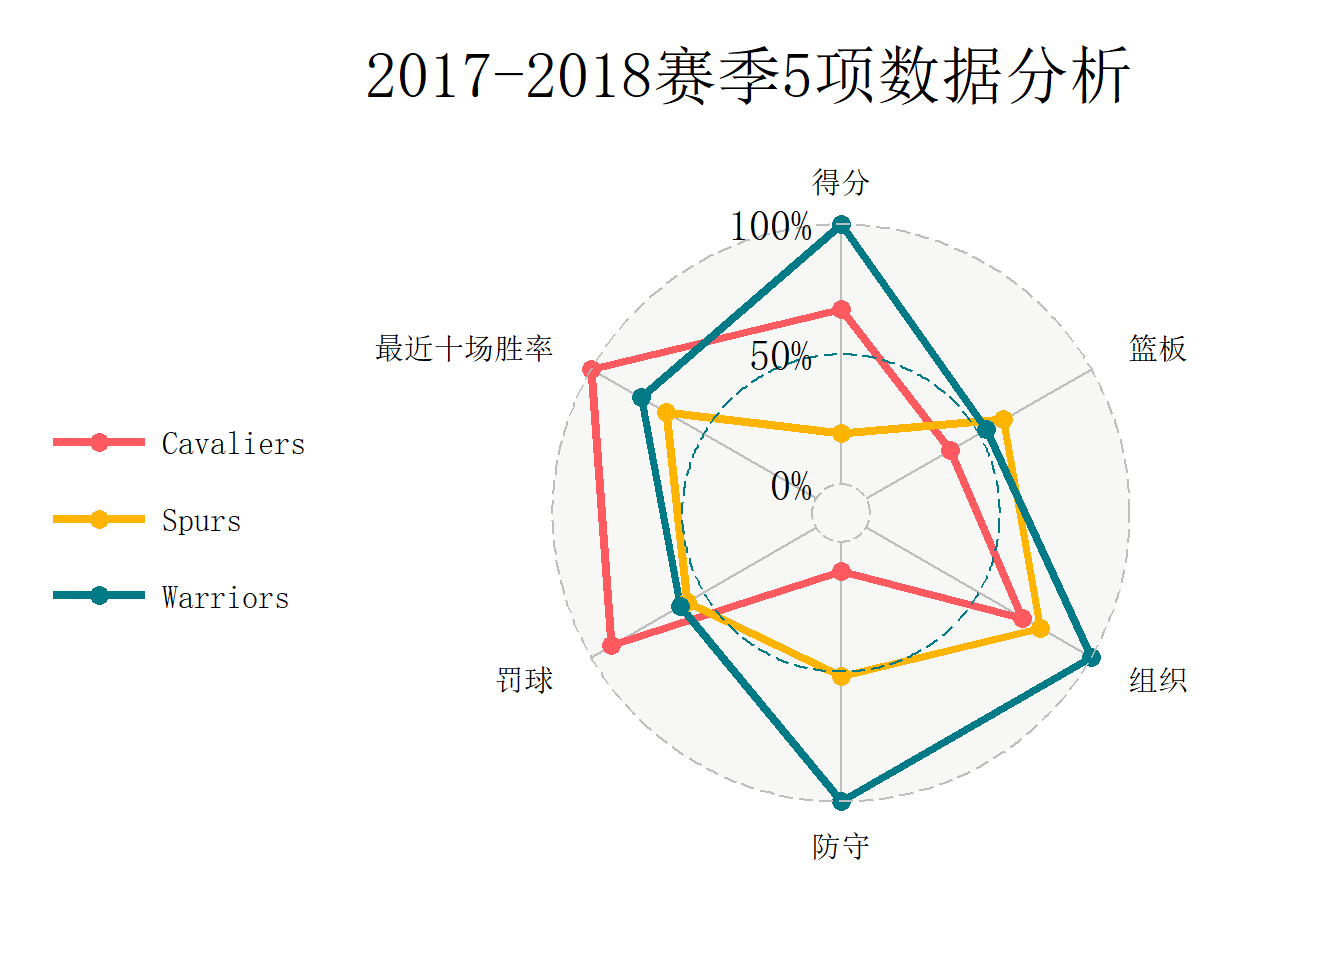 2017-2018赛季5项数据分析
得分
100%
最近十场胜率
篮板
50%
Cavaliers
0%
Spurs
Warriors
罚球
组织
防守